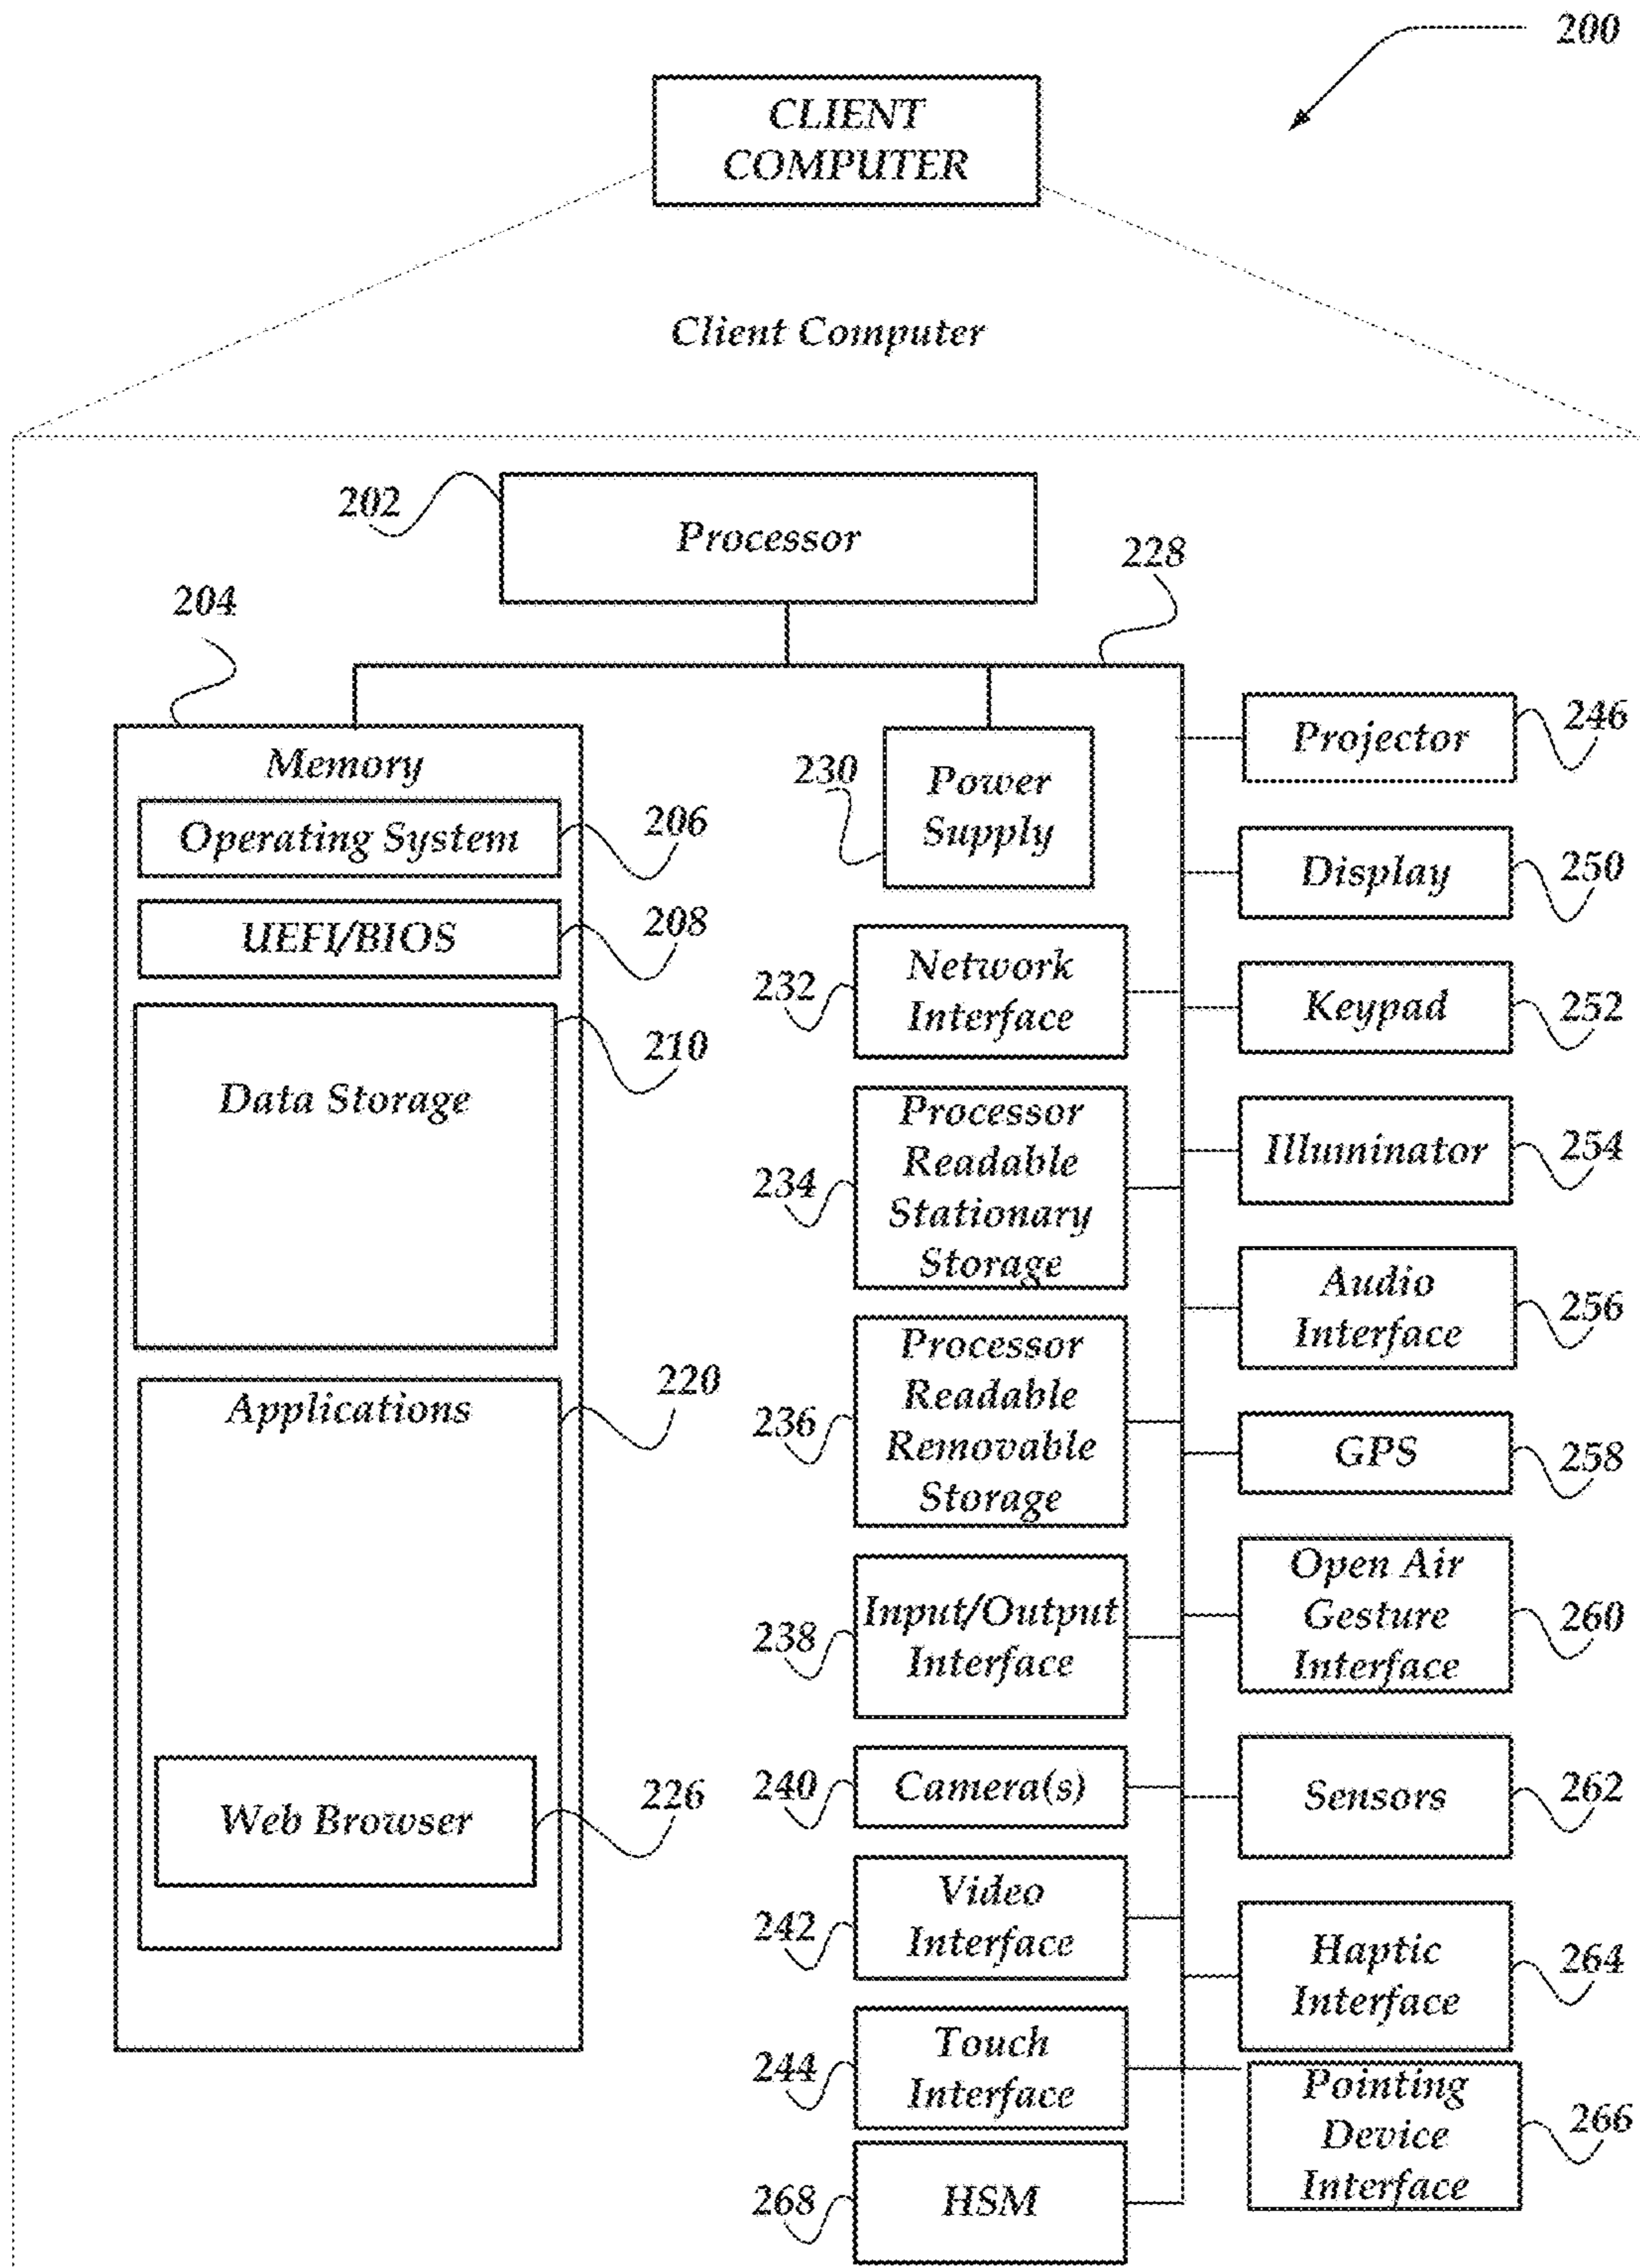 200
CLIENT
COMPUTER
Client Computer
202
Processor
228
204
Memory
Operating System
206
UEFI/BIOS
208
Data Storage
210
Applications
220
Web Browser
226
230
Power
Supply
232
Network
Interface
234
Processor
Readable
Stationary
Storage
236
Processor
Readable
Removable
Storage
238
Input/Output
Interface
240
Camera(s)
242
Video
Interface
244
Touch
Interface
268
HSM
Projector
246
Display
250
Keypad
252
Illuminator
254
Audio
Interface
256
GPS
258
Open Air
Gesture
Interface
260
Sensors
262
Haptic
Interface
264
Pointing
Device
Interface
266